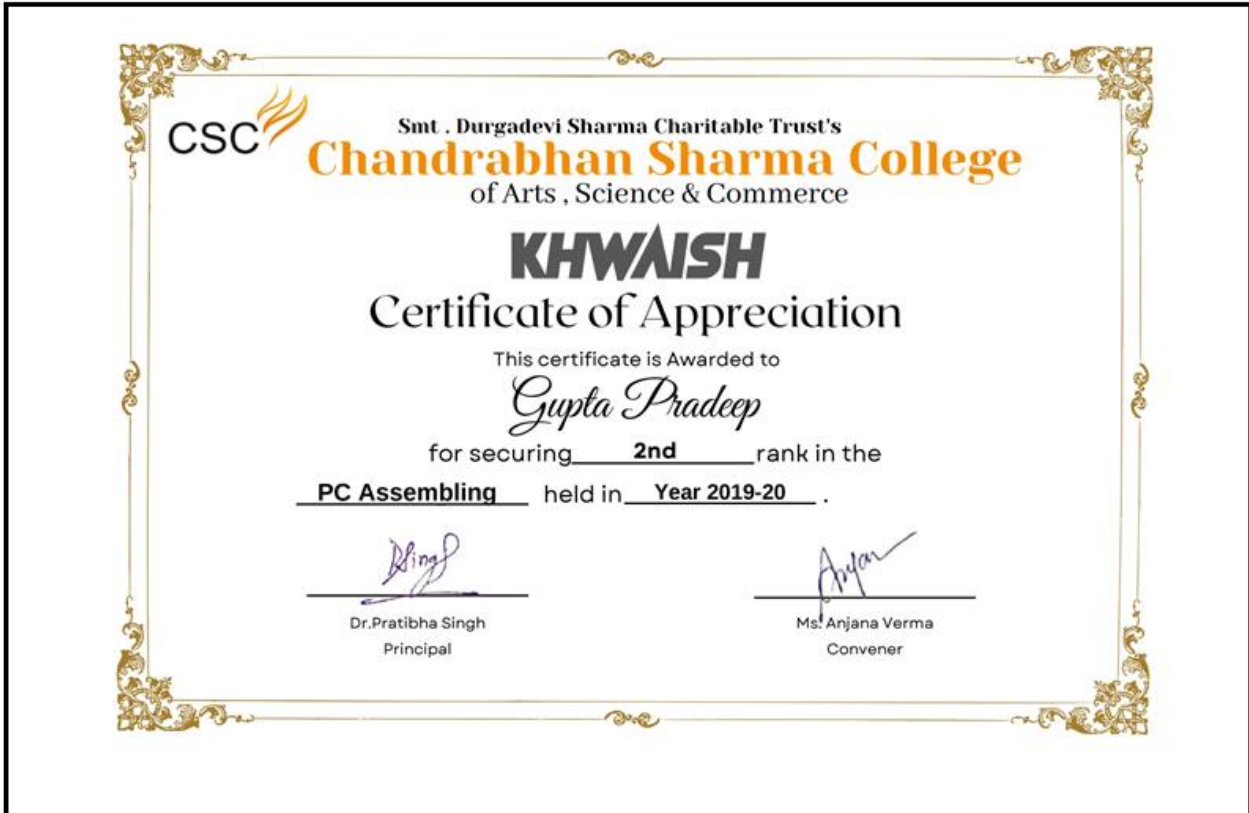 CSC
Smt . Durgadevi Sharma Charitable Trust's
Chandrabhan Sharma College
of Arts , Science & Commerce
KHWAISH
Certificate of Appreciation
This certificate is Awarded to
Gupta Pradeep
for securing 2nd rank in the
PC Assembling held in Year 2019-20 .
Dr.Pratibha Singh
Principal
Ms. Anjana Verma
Convener